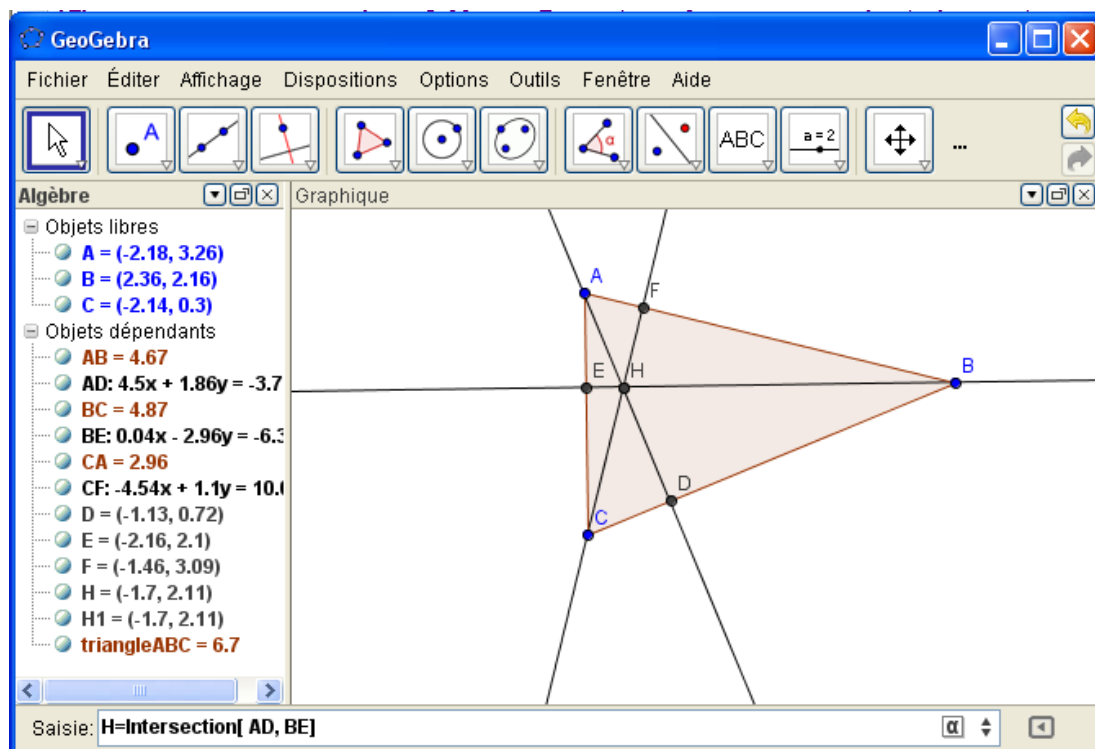 GeoGebra
Fichier Éditer Affichage Dispositions Options Outils Fenêtre Aide
A α ABC a = 2 ...
Algèbre
Graphique
Objets libres
A = (-2.18, 3.26)
B = (2.36, 2.16)
C = (-2.14, 0.3)
Objets dépendants
AB = 4.67
AD: 4.5x + 1.86y = -3.7
BC = 4.87
BE: 0.04x - 2.96y = -6.3
CA = 2.96
CF: -4.54x + 1.1y = 10.0
D = (-1.13, 0.72)
E = (-2.16, 2.1)
F = (-1.46, 3.09)
H = (-1.7, 2.11)
H1 = (-1.7, 2.11)
triangleABC = 6.7
A
F
E
H
B
D
C
Saisie: H=Intersection[ AD, BE]
α